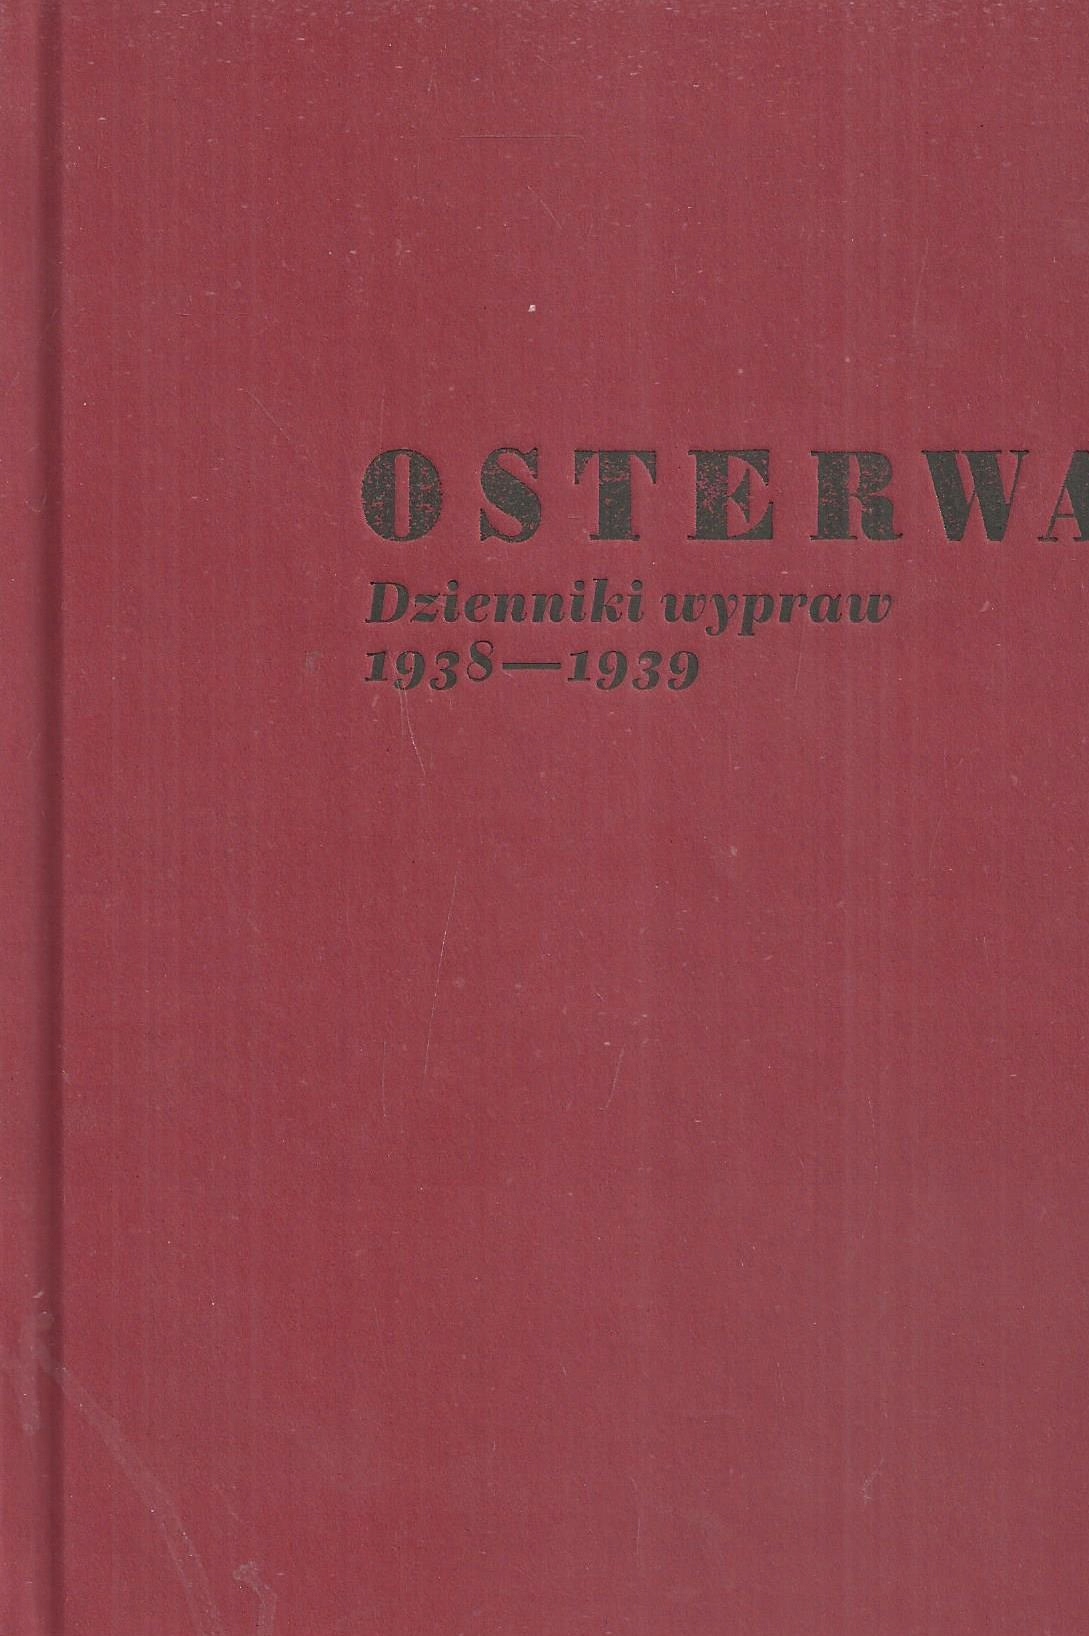 OSTERWA
Dzienniki wypraw
1938—1939